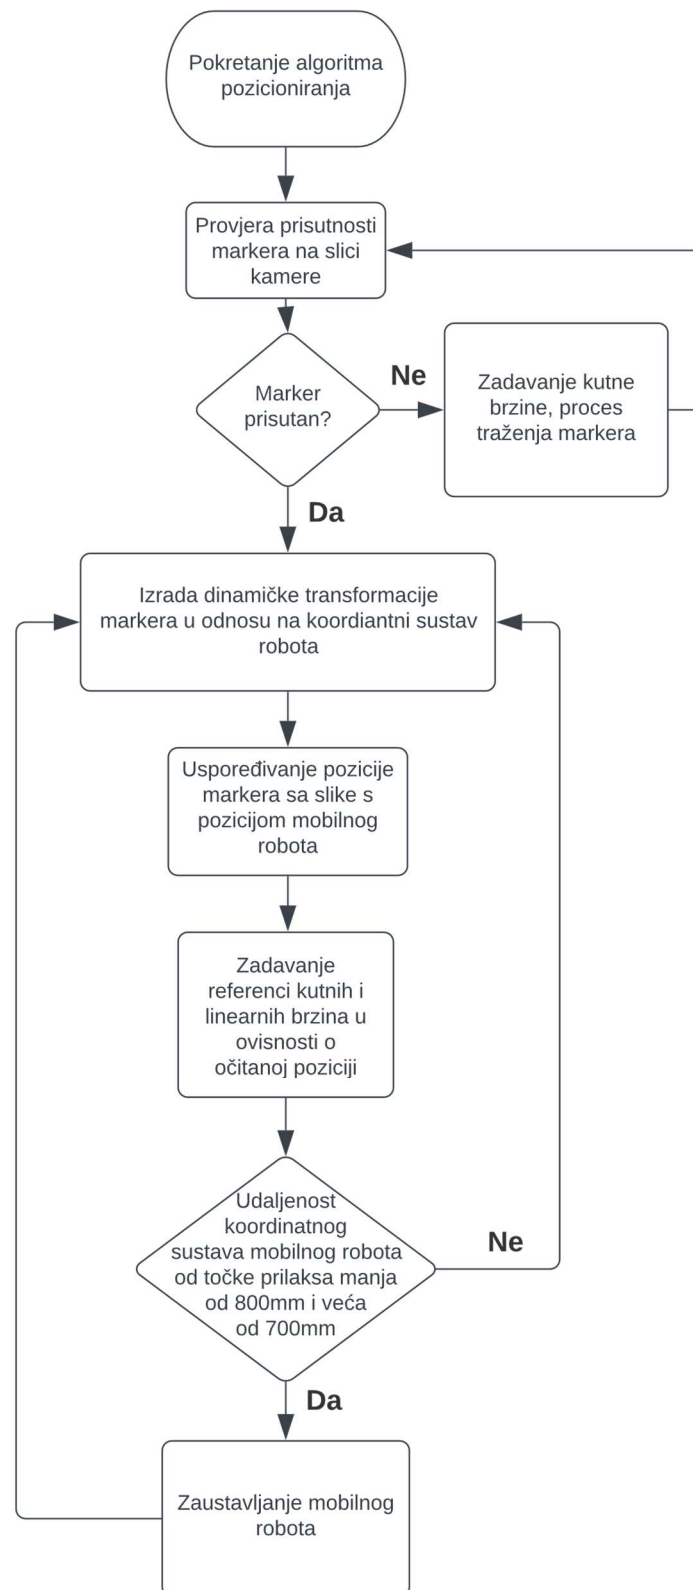 Pokretanje algoritma
pozicioniranja
Provjera prisutnosti
markera na slici
kamere
Marker
prisutan?
Ne
Zadavanje kutne
brzine, proces
traženja markera
Da
Izrada dinamičke transformacije
markera u odnosu na koordiantni sustav
robota
Uspoređivanje pozicije
markera sa slike s
pozicijom mobilnog
robota
Zadavanje
referenci kutnih i
linearnih brzina u
ovisnosti o
očitanoj poziciji
Udaljenost
koordinatnog
sustava mobilnog robota
od točke prilaksa manja
od 800mm i veća
od 700mm
Ne
Da
Zaustavljanje mobilnog
robota